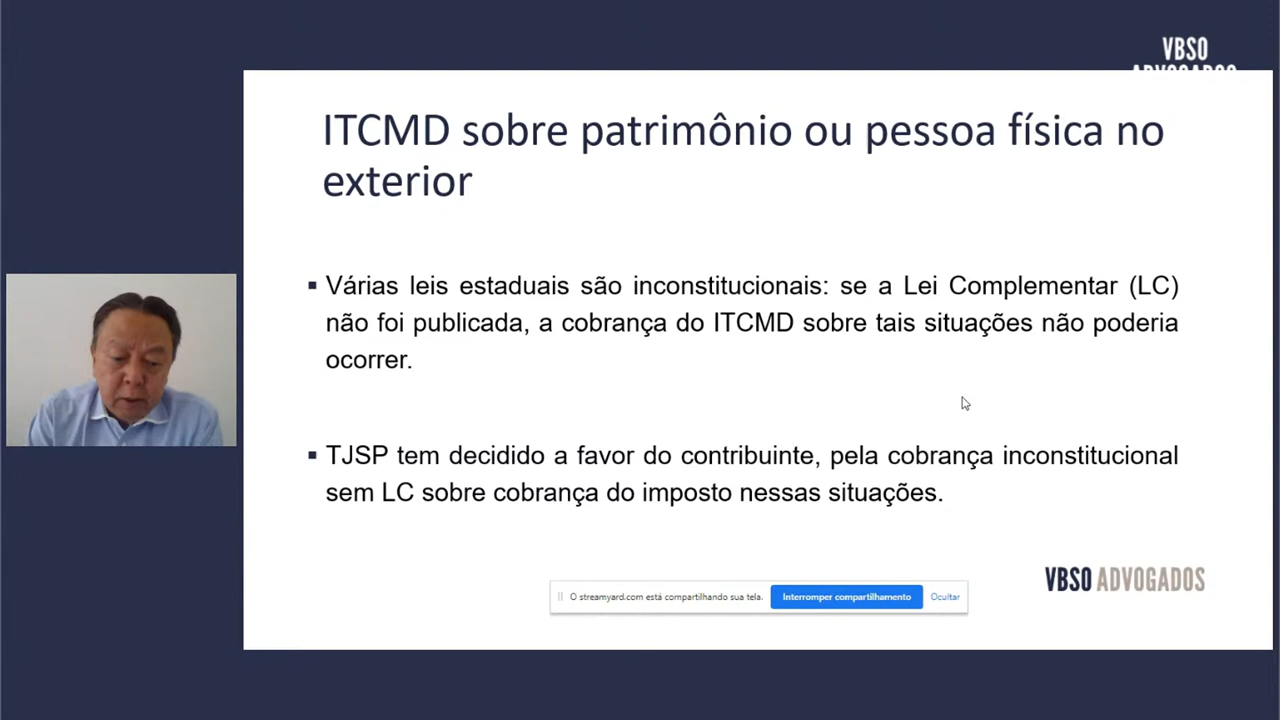 VBSO
ADVOGADOS
ITCMD sobre patrimônio ou pessoa física no
exterior
▪ Várias leis estaduais são inconstitucionais: se a Lei Complementar (LC)
não foi publicada, a cobrança do ITCMD sobre tais situações não poderia
ocorrer.
▪ TJSP tem decidido a favor do contribuinte, pela cobrança inconstitucional
sem LC sobre cobrança do imposto nessas situações.
VBSO ADVOGADOS
O streamyard.com está compartilhando sua tela. Interromper compartilhamento Ocultar